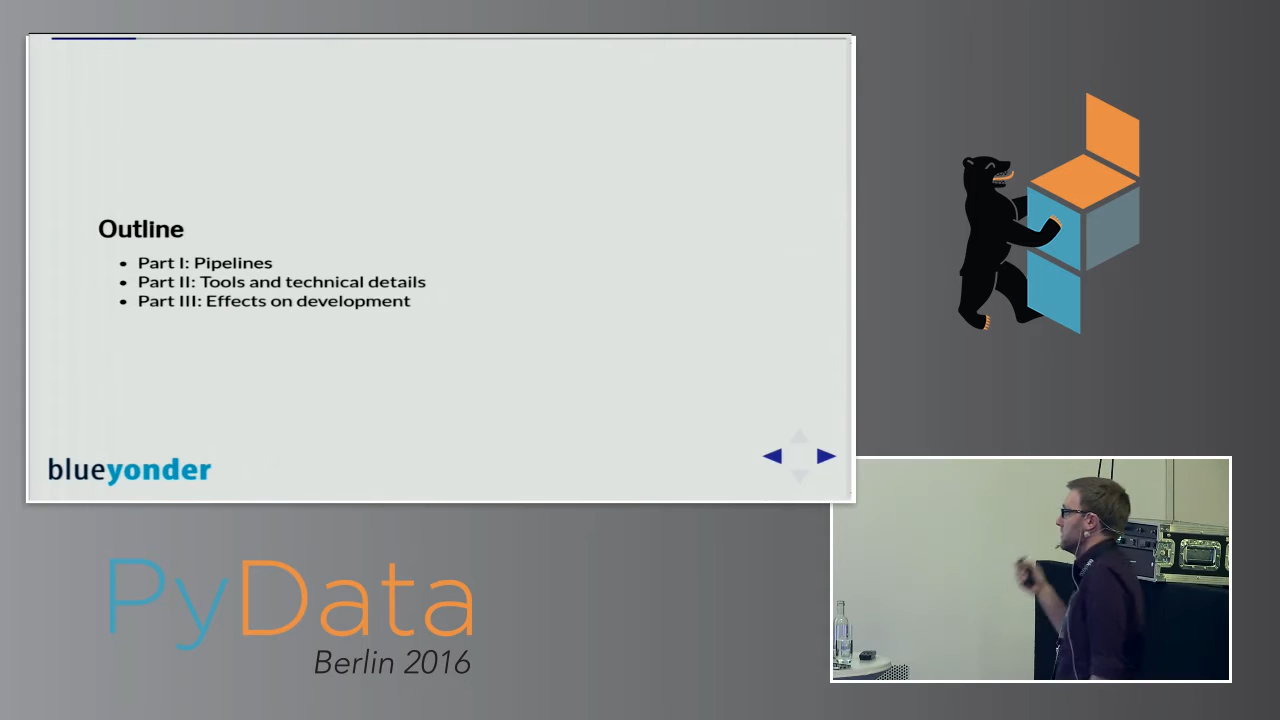 Outline
• Part I: Pipelines
• Part II: Tools and technical details
• Part III: Effects on development
blueyonder
PyData
Berlin 2016